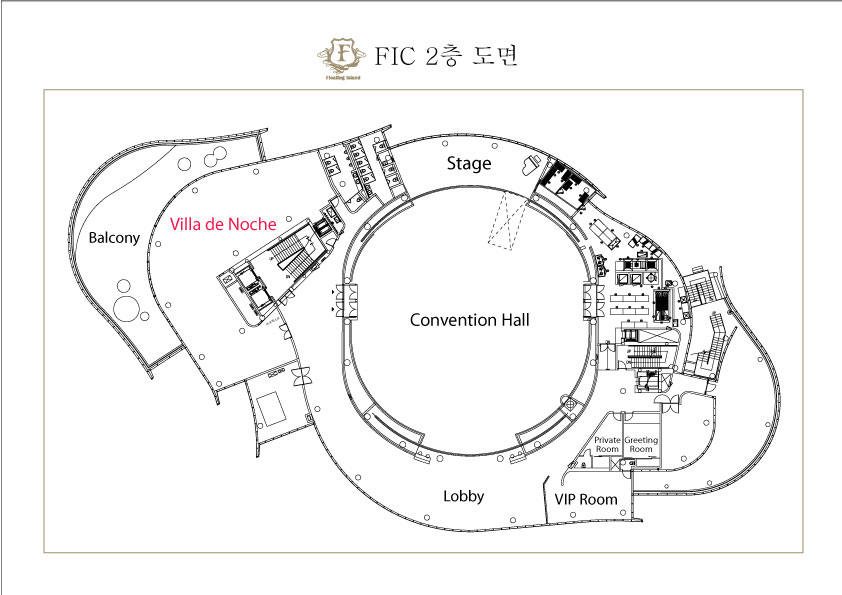 F
Floating Island
FIC 2층 도면
Stage
Villa de Noche
Balcony
Convention Hall
Private
Room
Greeting
Room
Lobby
VIP Room